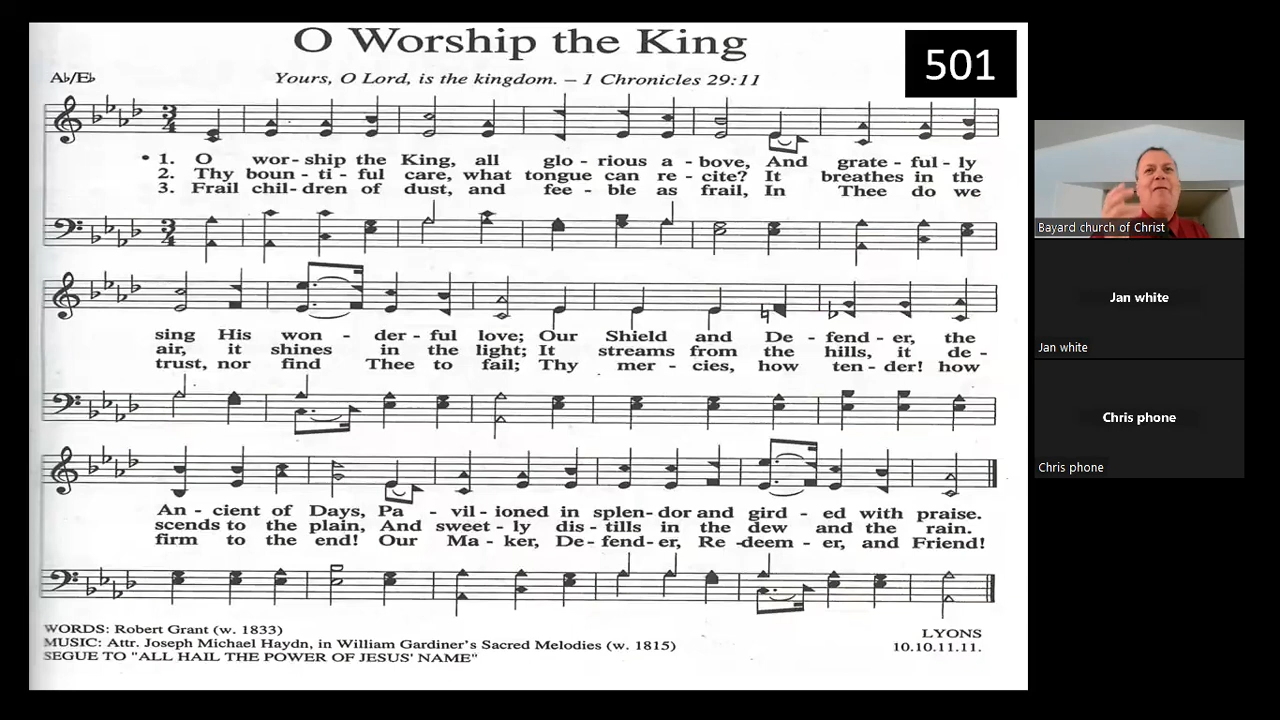 O Worship the King
501
A♭/E♭
Yours, O Lord, is the kingdom. – 1 Chronicles 29:11
3
4
• 1. O wor - ship the King, all glo - rious a - bove, And grate - ful - ly
2. Thy boun - ti - ful care, what tongue can re - cite? It breathes in the
3. Frail chil - dren of dust, and fee - ble as frail, In Thee do we
3
4
sing His won - der - ful love; Our Shield and De - fend - er, the
air, it shines in the light; It streams from the hills, it de -
trust, nor find Thee to fail; Thy mer - cies, how ten - der! how
An - cient of Days, Pa - vil - ioned in splen - dor and gird - ed with praise.
scends to the plain, And sweet - ly dis - tills in the dew and the rain.
firm to the end! Our Ma - ker, De - fend - er, Re - deem - er, and Friend!
WORDS: Robert Grant (w. 1833)
MUSIC: Attr. Joseph Michael Haydn, in William Gardiner's Sacred Melodies (w. 1815)
SEGUE TO "ALL HAIL THE POWER OF JESUS' NAME"
LYONS
10.10.11.11.
Bayard church of Christ
Jan white
Jan white
Chris phone
Chris phone